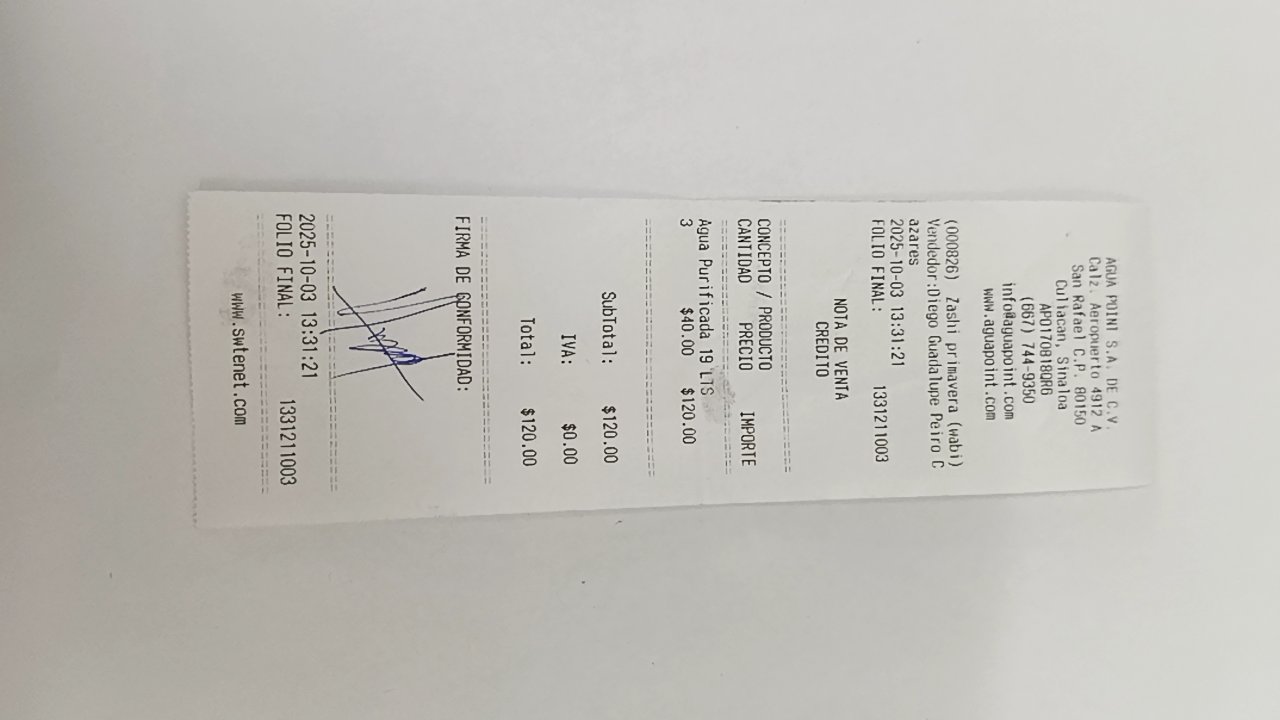 AGUA POINT S.A. DE C.V.
Calz. Aeropuerto 4912 A
San Rafael C.P. 80150
Culiacan, Sinaloa
APO170818QR6
(667) 744-9350
info@aguapoint.com
www.aguapoint.com
(000826) Zashi primavera (wabi)
Vendedor:Diego Guadalupe Peiro C
azares
2025-10-03 13:31:21
FOLIO FINAL: 1331211003
NOTA DE VENTA
CREDITO
CONCEPTO / PRODUCTO
CANTIDAD PRECIO IMPORTE
Agua Purificada 19 LTS
3 $40.00 $120.00
SubTotal: $120.00
IVA: $0.00
Total: $120.00
FIRMA DE CONFORMIDAD:
2025-10-03 13:31:21
FOLIO FINAL: 1331211003
www.swtenet.com